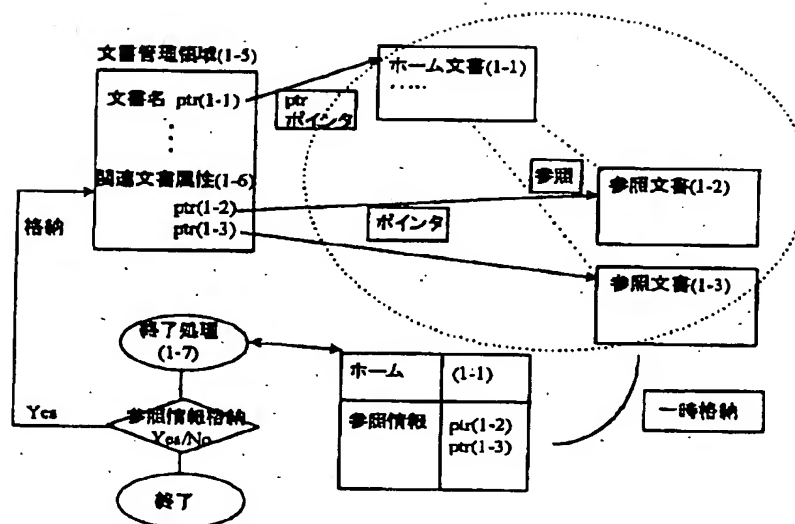 文書管理領域(1-5)
文書名 ptr(1-1)
関連文書属性(1-6)
ptr(1-2)
ptr(1-3)
ptr
ポインタ
ホーム文書(1-1)
.....
参照
参照文書(1-2)
ポインタ
参照文書(1-3)
格納
終了処理
(1-7)
Yes
参照情報格納
Yes/No
終了
ホーム (1-1)
参照情報 ptr(1-2)
ptr(1-3)
一時格納